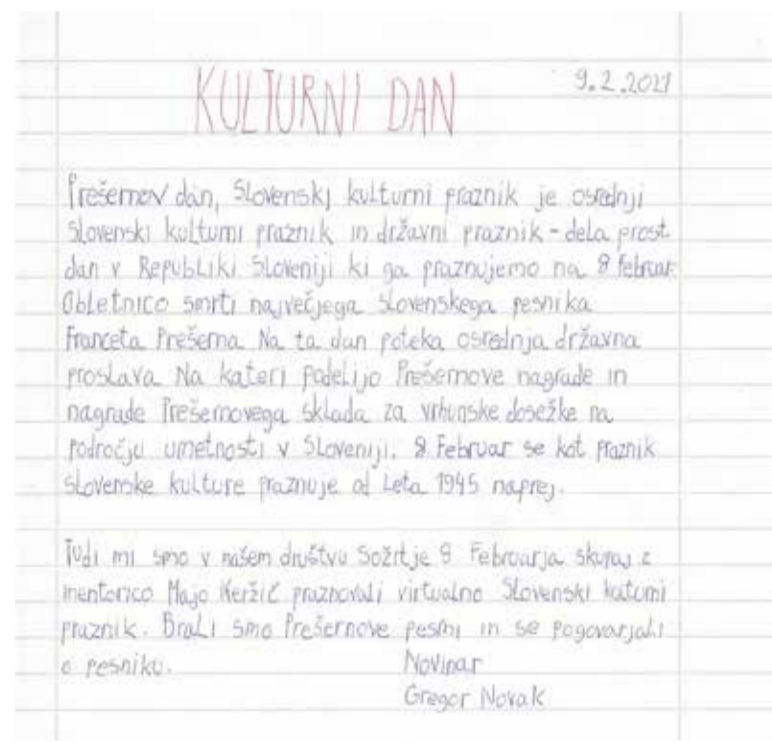 KULTURNI DAN
9.2.2021
Prešernov dan, Slovenski kulturni praznik je osrednji
Slovenski kulturni praznik in državni praznik - dela prost
dan v Republiki Sloveniji ki ga praznujemo na 8 februar.
Obletnico smrti največjega slovenskega pesnika
Franceta Prešerna Na ta dan poteka osrednja državna
proslava Na kateri podelijo Prešernove nagrade in
nagrade Prešernovega sklada za vrhunske dosežke na
področju umetnosti v Sloveniji. 8 Februar se kot praznik
slovenske kulture praznuje od leta 1945 naprej.
Tudi mi smo v našem društvu Sožitje 8 Februarja skupaj z
mentorico Majo Keržič praznovali virtualno Slovenski katurni
praznik. Brali smo Prešernove pesmi in se pogovarjali
o pesniku.
Novinar
Gregor Novak